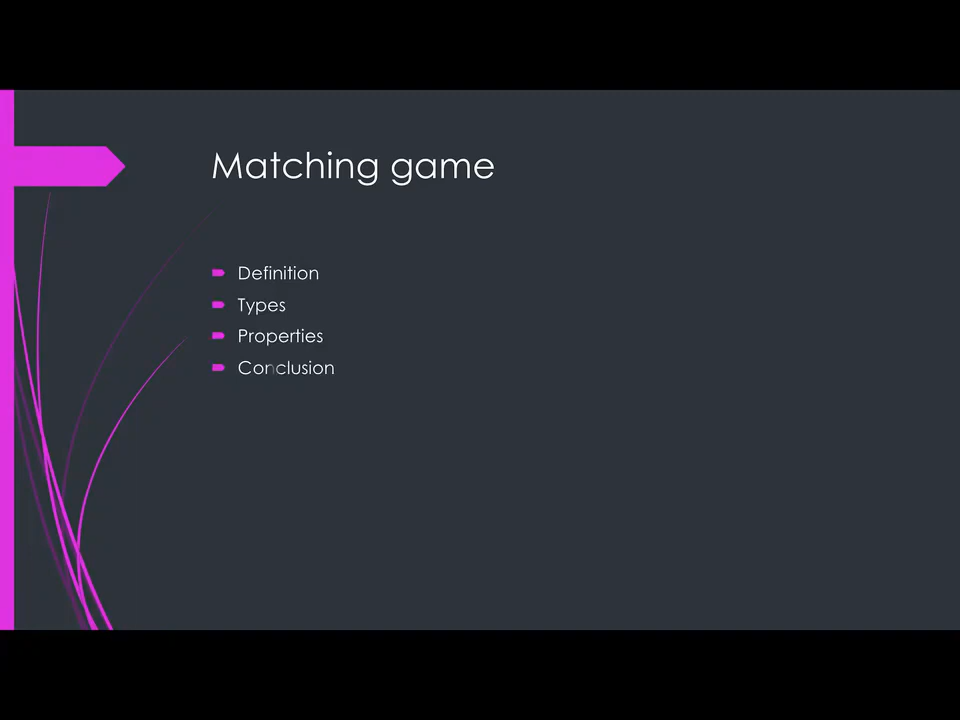 Matching game
Definition
Types
Properties
Conclusion